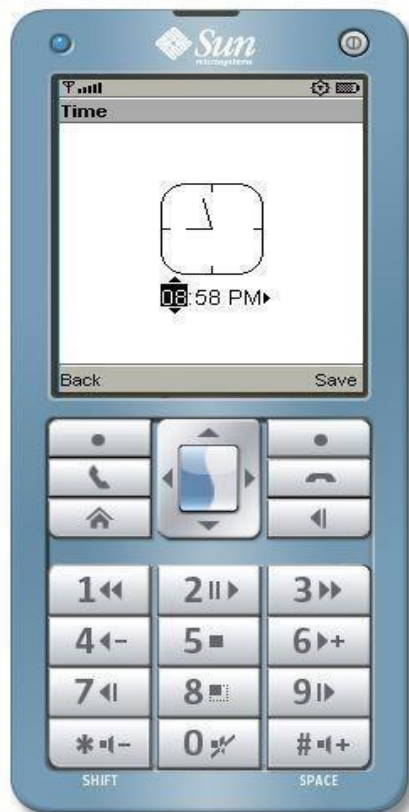 Sun
microsystems
Time
08:58 PM
Back Save
1 2 3
4 - 5 6 +
7 8 9
* - 0 # +
SHIFT SPACE